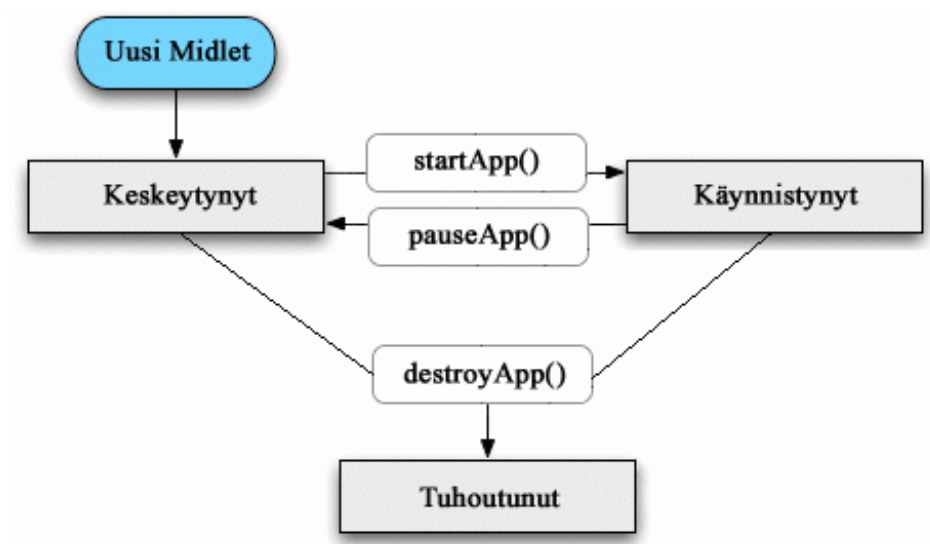 Uusi Midlet
startApp()
Keskeytynyt
Käynnistynyt
pauseApp()
destroyApp()
Tuhoutunut